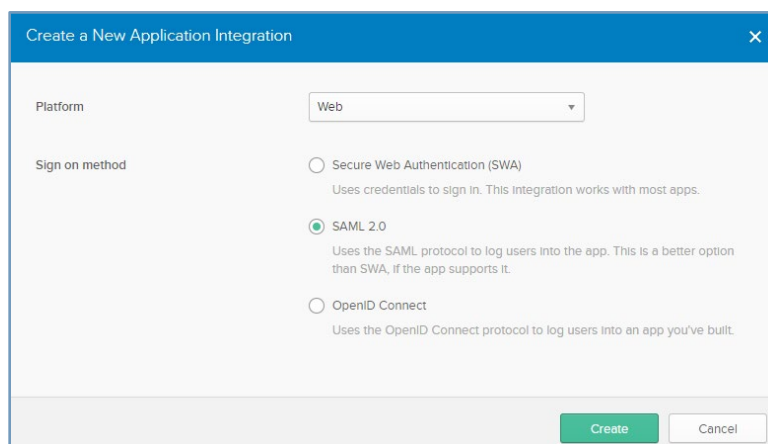 Create a New Application Integration
Platform
Web
Sign on method
Secure Web Authentication (SWA)
Uses credentials to sign in. This integration works with most apps.
SAML 2.0
Uses the SAML protocol to log users into the app. This is a better option
than SWA, if the app supports it.
OpenID Connect
Uses the OpenID Connect protocol to log users into an app you've built.
Create
Cancel